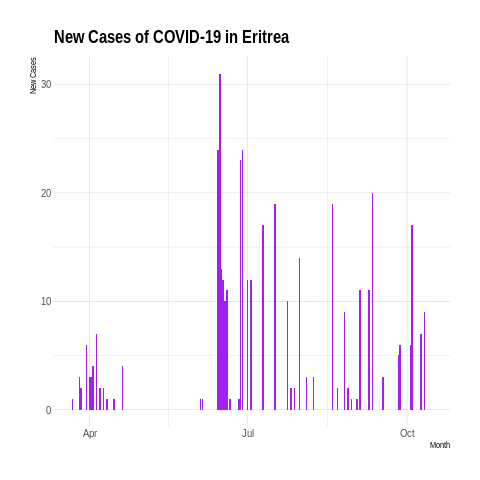 New Cases of COVID-19 in Eritrea
New Cases
30
20
10
0
Apr
Jul
Oct
Month